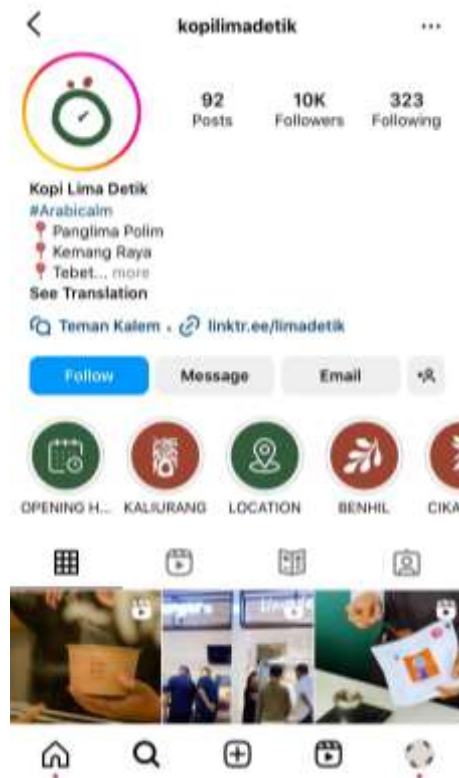 kopilimadetik
92 10K 323
Posts Followers Following
Kopi Lima Detik
#Arabicalm
Panglima Polim
Kemang Raya
Tebet... more
See Translation
Teman Kalem . linktr.ee/limadetik
Follow Message Email
OPENING H... KALIURANG LOCATION BENHIL CIKA